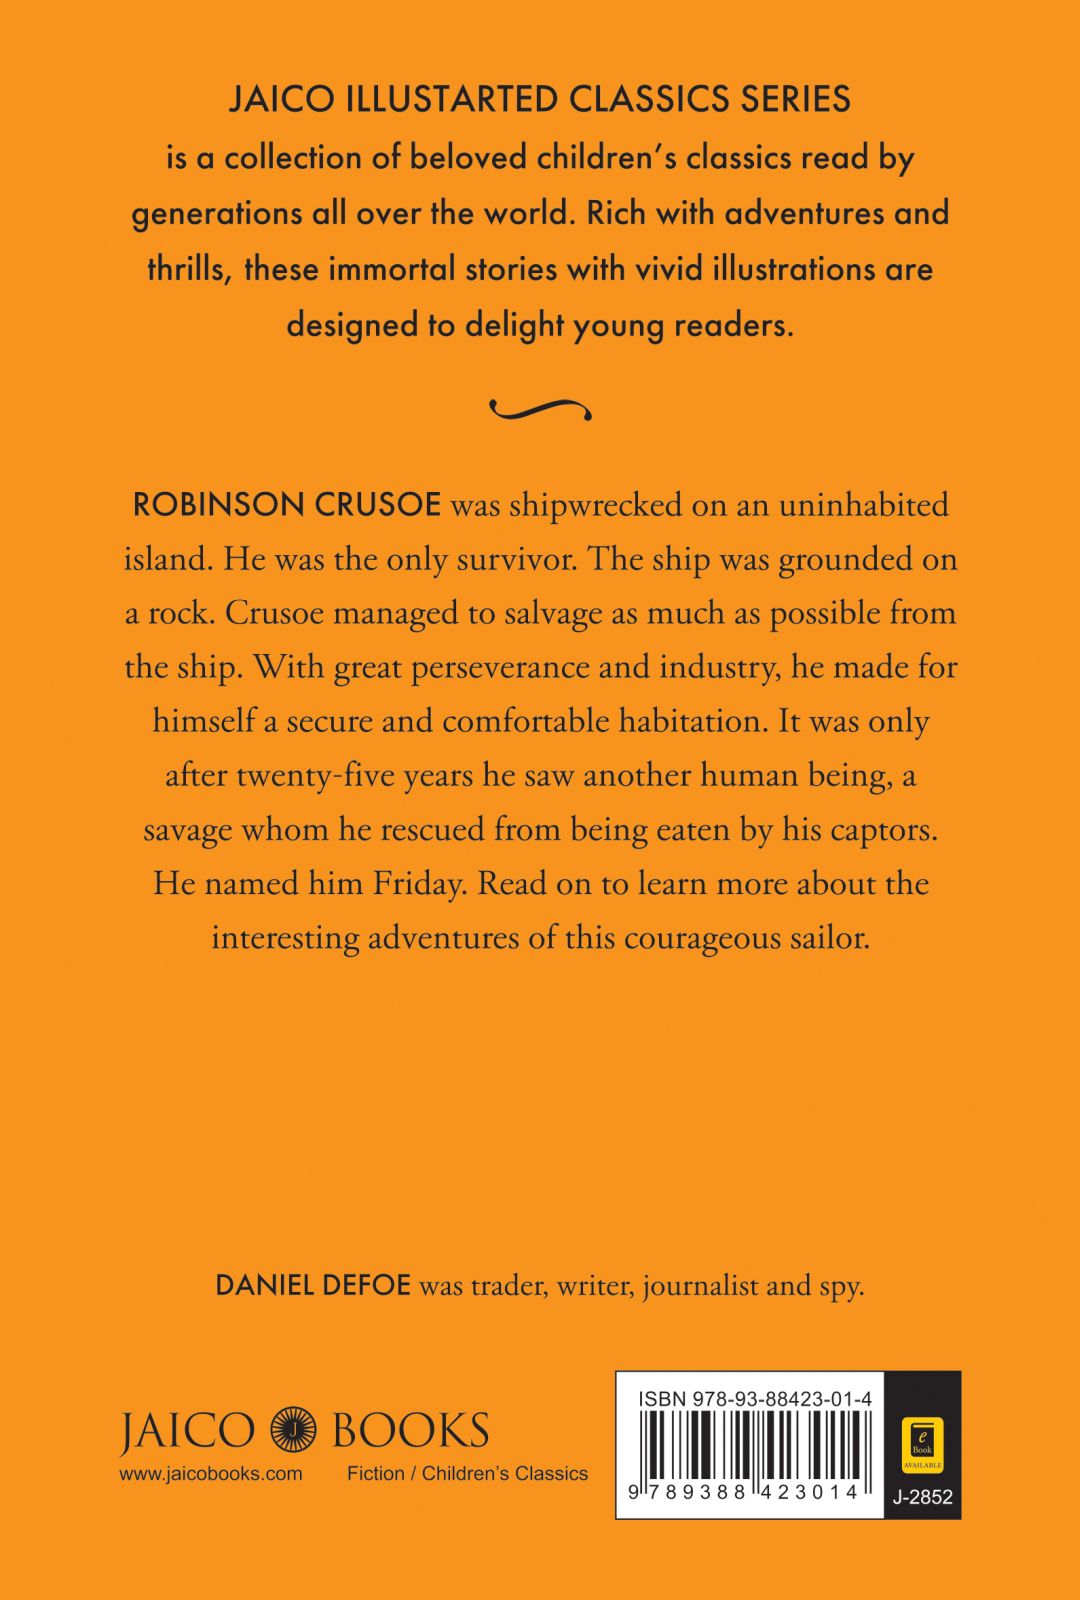 JAICO ILLUSTARTED CLASSICS SERIES
is a collection of beloved children's classics read by
generations all over the world. Rich with adventures and
thrills, these immortal stories with vivid illustrations are
designed to delight young readers.
ROBINSON CRUSOE was shipwrecked on an uninhabited
island. He was the only survivor. The ship was grounded on
a rock. Crusoe managed to salvage as much as possible from
the ship. With great perseverance and industry, he made for
himself a secure and comfortable habitation. It was only
after twenty-five years he saw another human being, a
savage whom he rescued from being eaten by his captors.
He named him Friday. Read on to learn more about the
interesting adventures of this courageous sailor.
DANIEL DEFOE was trader, writer, journalist and spy.
JAICO J BOOKS
www.jaicobooks.com Fiction / Children's Classics
ISBN 978-93-88423-01-4
9 789388 423014
e
Book
AVAILABLE
J-2852